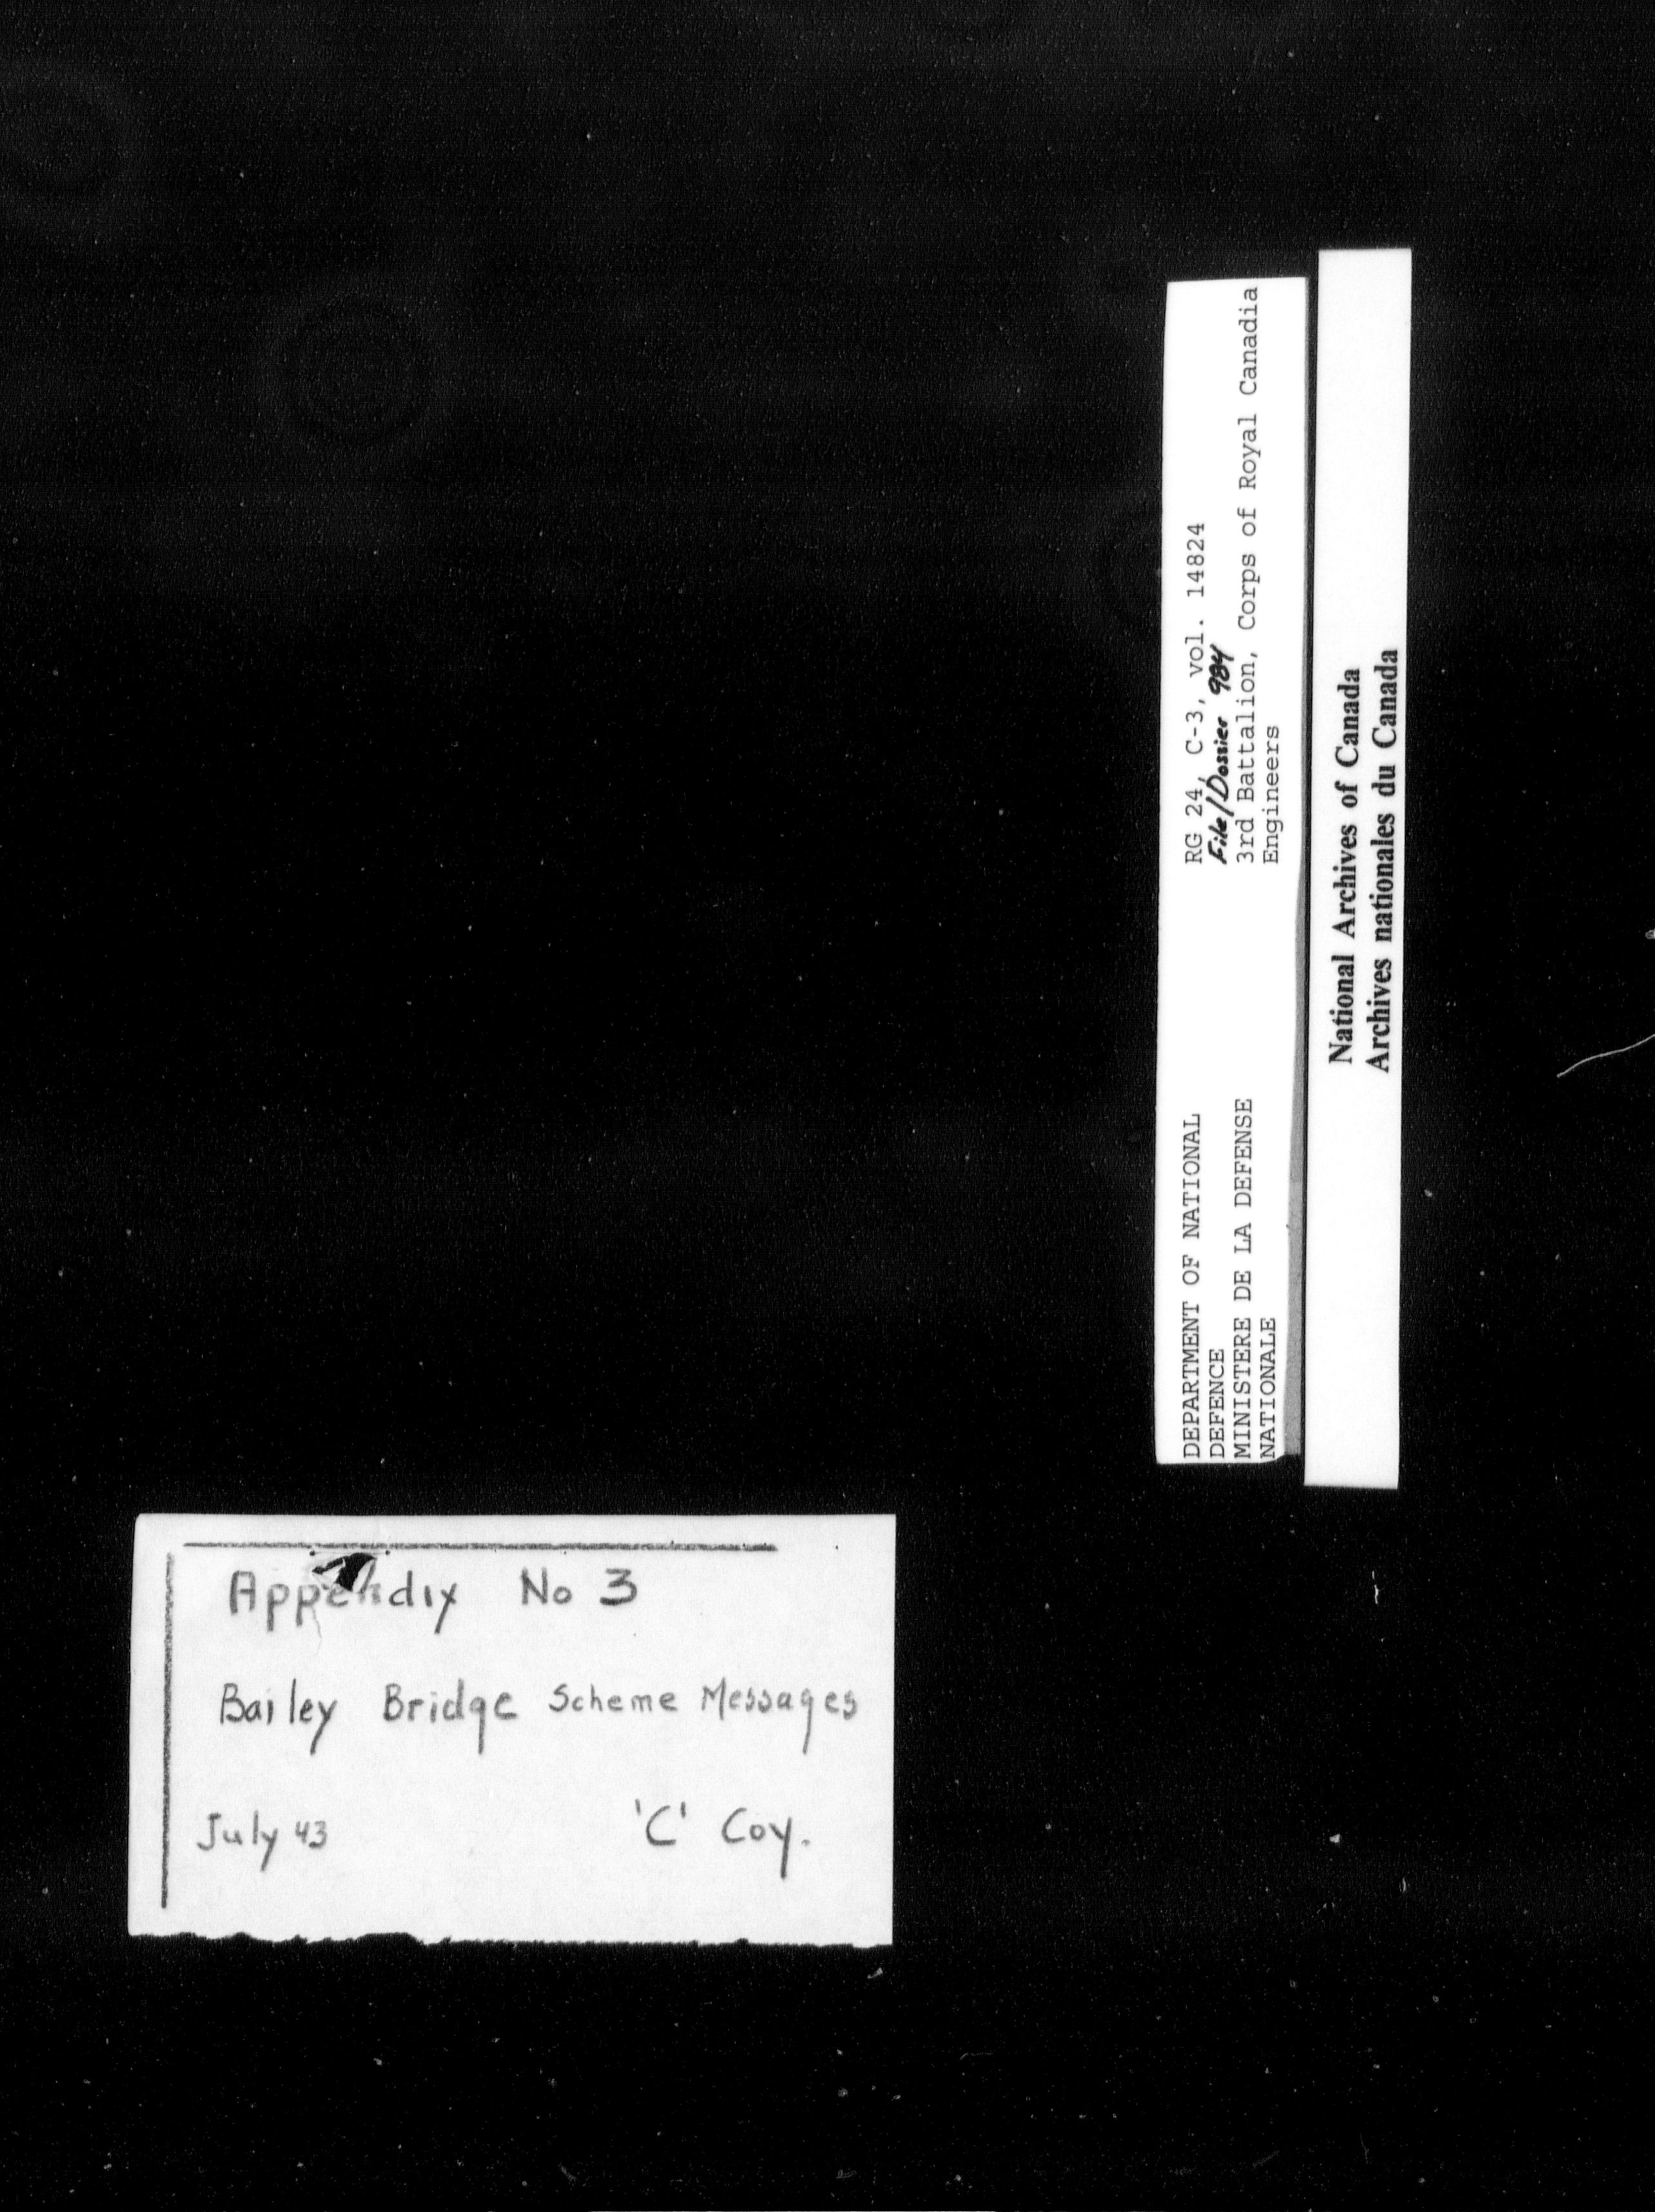 DEPARTMENT OF NATIONAL
DEFENCE
MINISTERE DE LA DEFENSE
NATIONALE
RG 24, C-3, vol. 14824
File/Dossier 984
3rd Battalion, Corps of Royal Canadia
Engineers
National Archives of Canada
Archives nationales du Canada
Appendix No 3
Bailey Bridge Scheme Messages
July 43 'C' Coy.